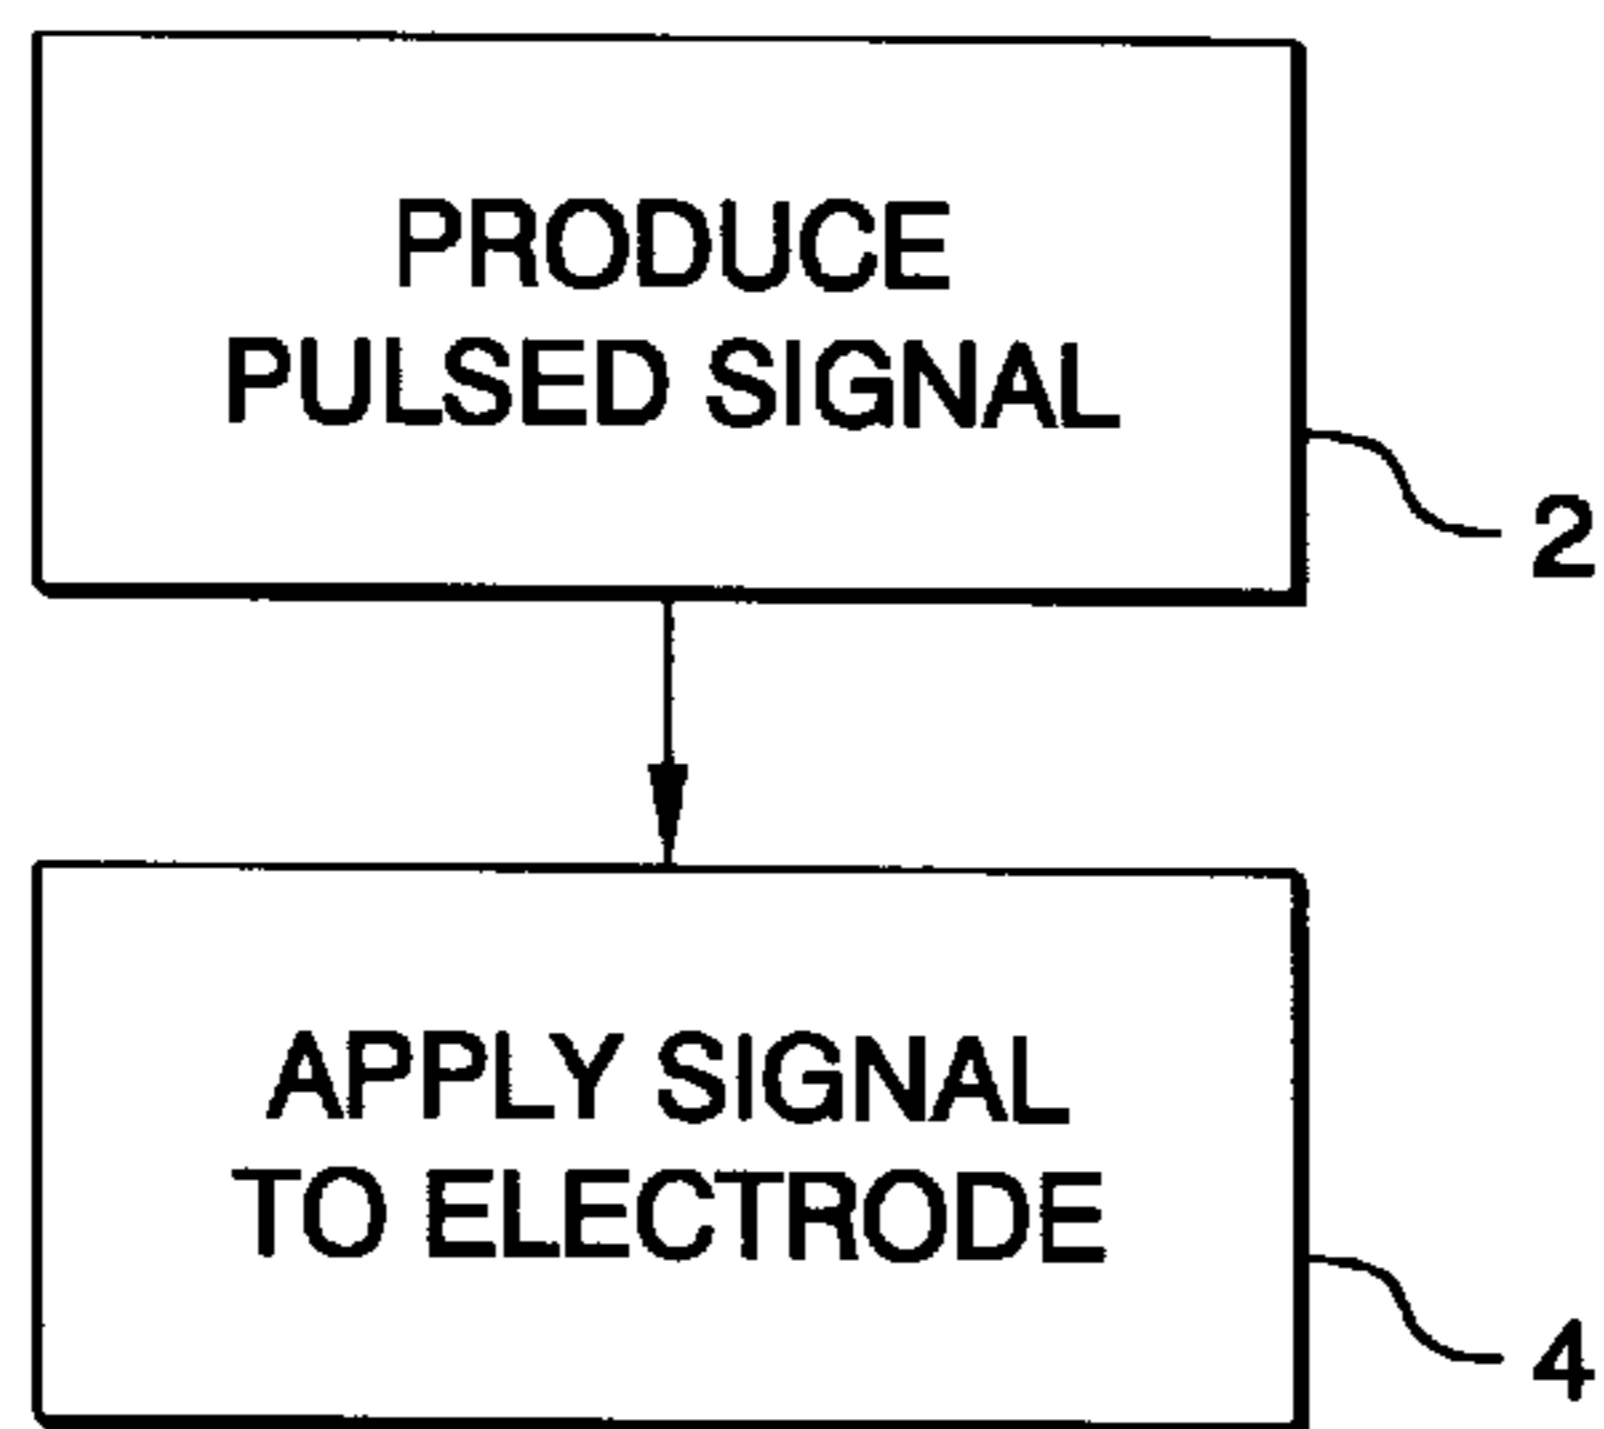 PRODUCE
PULSED SIGNAL
2
APPLY SIGNAL
TO ELECTRODE
4